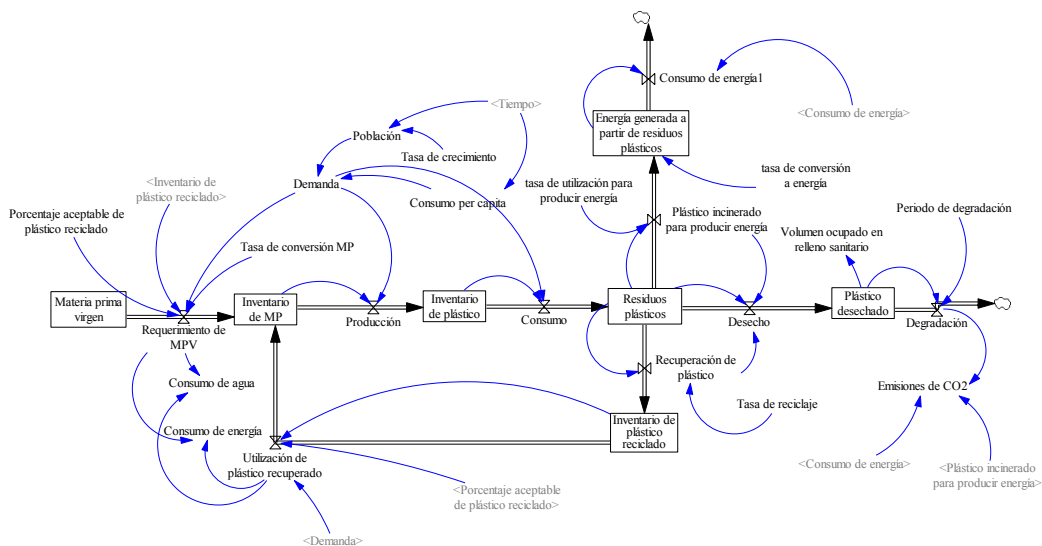 Consumo de energía1
<Consumo de energía>
<Tiempo>
Energía generada a
partir de residuos
plásticos
Población
Tasa de crecimiento
tasa de conversión
a energía
<Inventario de
plástico reciclado>
Demanda
tasa de utilización para
producir energía
Consumo per capita
Porcentaje aceptable de
plástico reciclado
Plástico incinerado
para producir energía
Periodo de degradación
Volumen ocupado en
relleno sanitario
Tasa de conversión MP
Materia prima
virgen
Requerimiento de
MPV
Inventario
de MP
Producción
Inventario
de plástico
Consumo
Residuos
plásticos
Desecho
Plástico
desechado
Degradación
Consumo de agua
Recuperación de
plástico
Emisiones de CO2
Tasa de reciclaje
Consumo de energía
Inventario de
plástico
reciclado
Utilización de
plástico recuperado
<Consumo de energía>
<Plástico incinerado
para producir energía>
<Porcentaje aceptable
de plástico reciclado>
<Demanda>